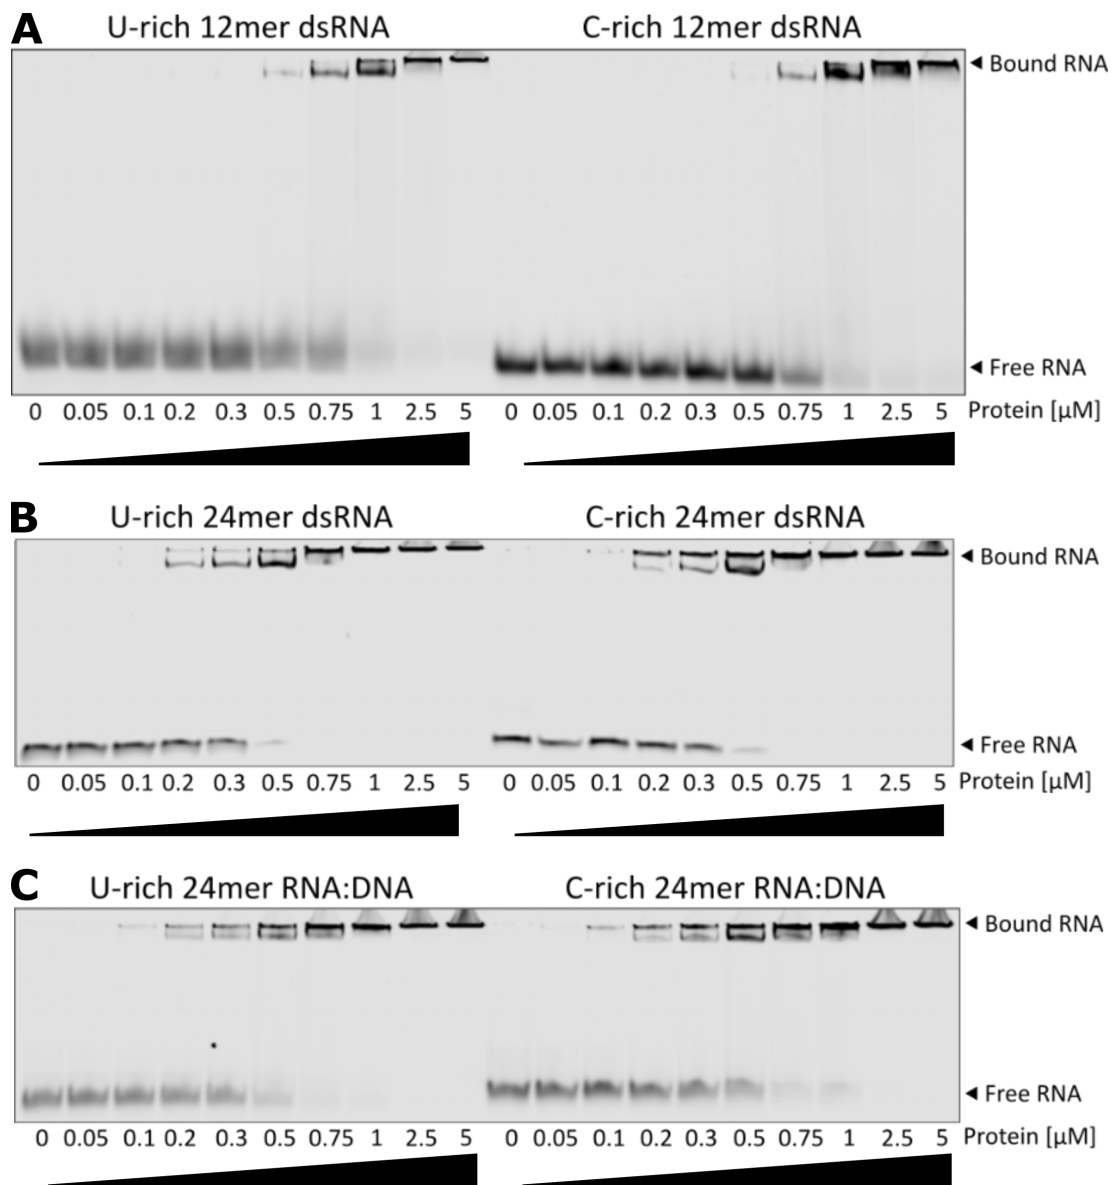 A
U-rich 12mer dsRNA C-rich 12mer dsRNA
◄ Bound RNA
◄ Free RNA
0 0.05 0.1 0.2 0.3 0.5 0.75 1 2.5 5 0 0.05 0.1 0.2 0.3 0.5 0.75 1 2.5 5 Protein [µM]
B
U-rich 24mer dsRNA C-rich 24mer dsRNA
◄ Bound RNA
◄ Free RNA
0 0.05 0.1 0.2 0.3 0.5 0.75 1 2.5 5 0 0.05 0.1 0.2 0.3 0.5 0.75 1 2.5 5 Protein [µM]
C
U-rich 24mer RNA:DNA C-rich 24mer RNA:DNA
◄ Bound RNA
◄ Free RNA
0 0.05 0.1 0.2 0.3 0.5 0.75 1 2.5 5 0 0.05 0.1 0.2 0.3 0.5 0.75 1 2.5 5 Protein [µM]